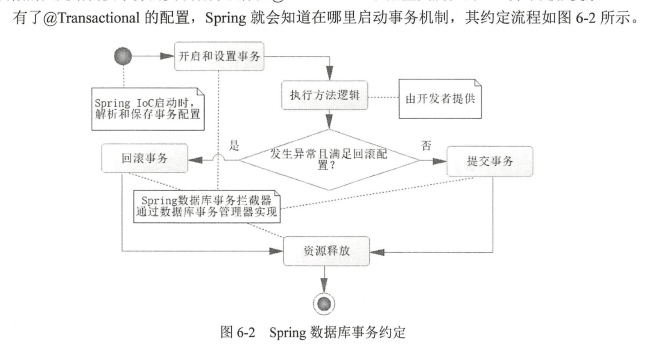 有了@Transactional 的配置，Spring 就会知道在哪里启动事务机制，其约定流程如图 6-2 所示。
开启和设置事务
Spring IoC启动时，
解析和保存事务配置
执行方法逻辑
由开发者提供
是
发生异常且满足回滚配
置？
否
回滚事务
提交事务
Spring数据库事务拦截器
通过数据库事务管理器实现
资源释放
图 6-2 Spring 数据库事务约定